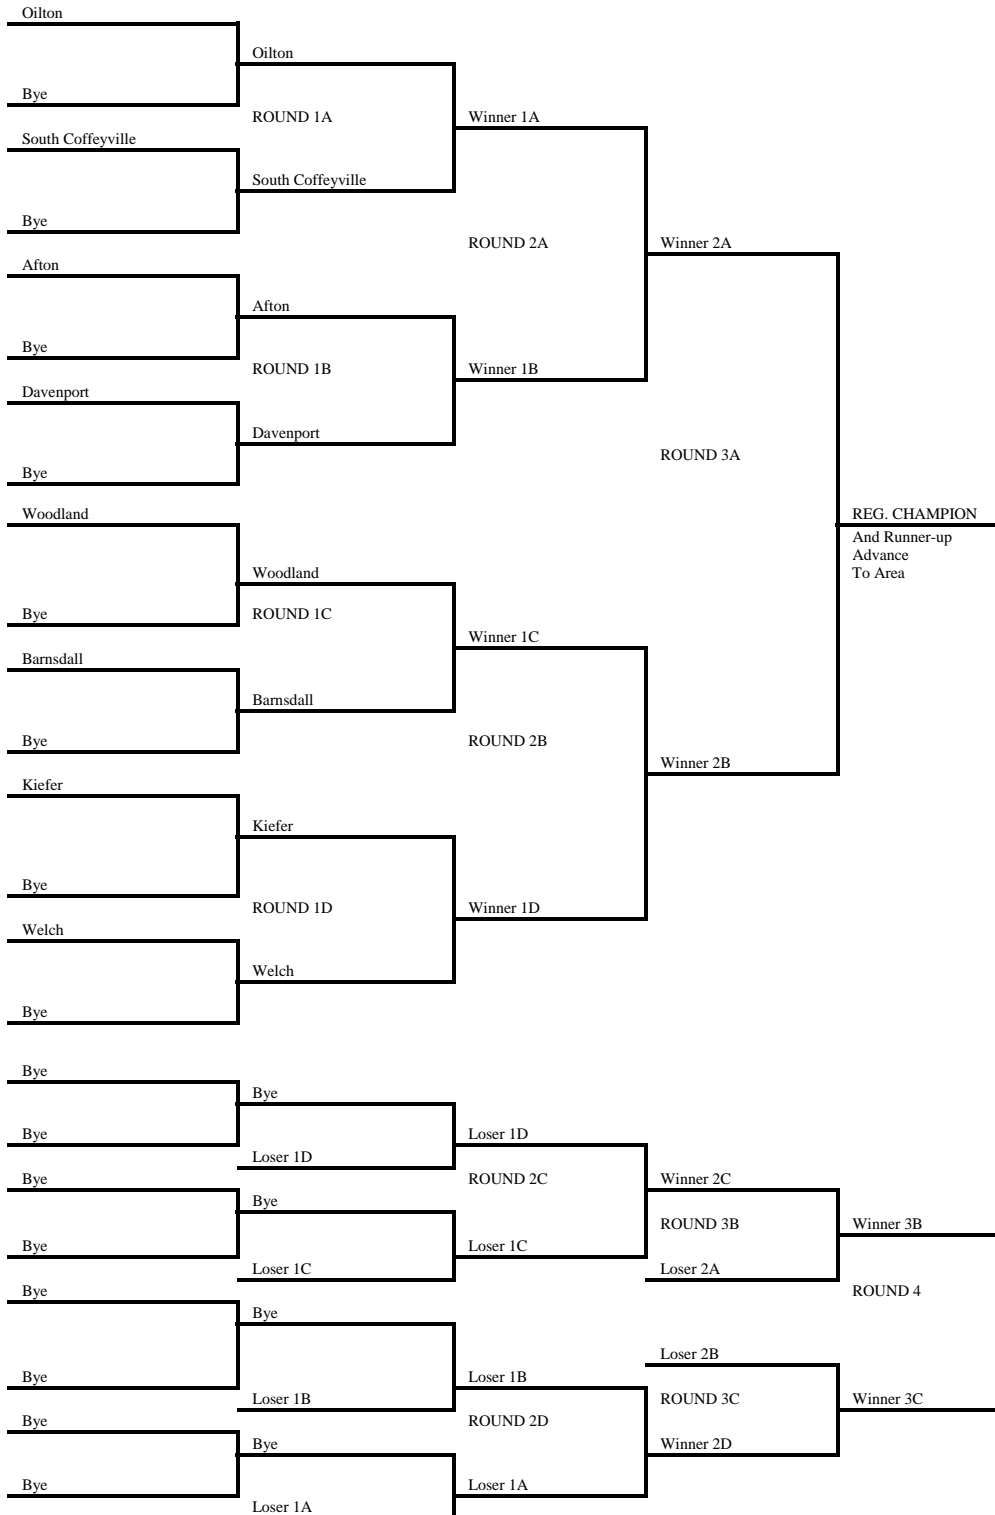 Oilton
Oilton
Bye
ROUND 1A
Winner 1A
South Coffeyville
South Coffeyville
Bye
ROUND 2A
Winner 2A
Afton
Afton
Bye
ROUND 1B
Winner 1B
Davenport
Davenport
ROUND 3A
Bye
Woodland
REG. CHAMPION
And Runner-up
Advance
To Area
Woodland
Bye
ROUND 1C
Winner 1C
Barnsdall
Barnsdall
Bye
ROUND 2B
Winner 2B
Kiefer
Kiefer
Bye
ROUND 1D
Winner 1D
Welch
Welch
Bye
Bye
Bye
Bye
Loser 1D
Loser 1D
Bye
ROUND 2C
Winner 2C
Bye
ROUND 3B
Winner 3B
Bye
Loser 1C
Loser 1C
Loser 2A
Bye
ROUND 4
Bye
Loser 2B
Bye
Loser 1B
Loser 1B
ROUND 3C
Winner 3C
Bye
ROUND 2D
Bye
Winner 2D
Bye
Loser 1A
Loser 1A